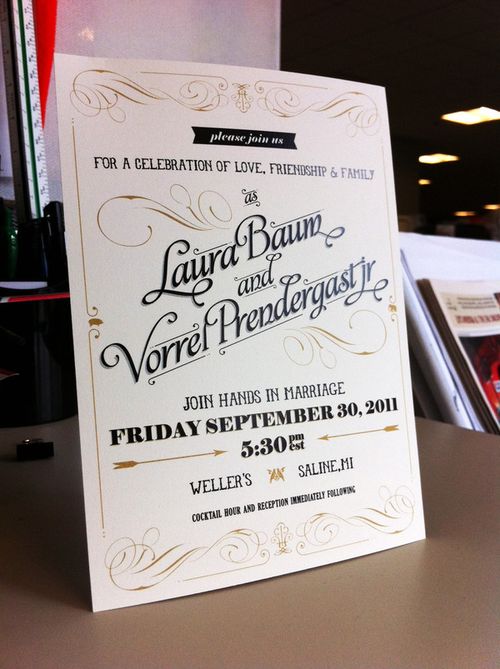 please join us
FOR A CELEBRATION OF LOVE, FRIENDSHIP & FAMILY
as
Laura Baum
and
Vorrel Prendergast jr
JOIN HANDS IN MARRIAGE
FRIDAY SEPTEMBER 30, 2011
5:30 pm est
WELLER'S SALINE, MI
COCKTAIL HOUR AND RECEPTION IMMEDIATELY FOLLOWING